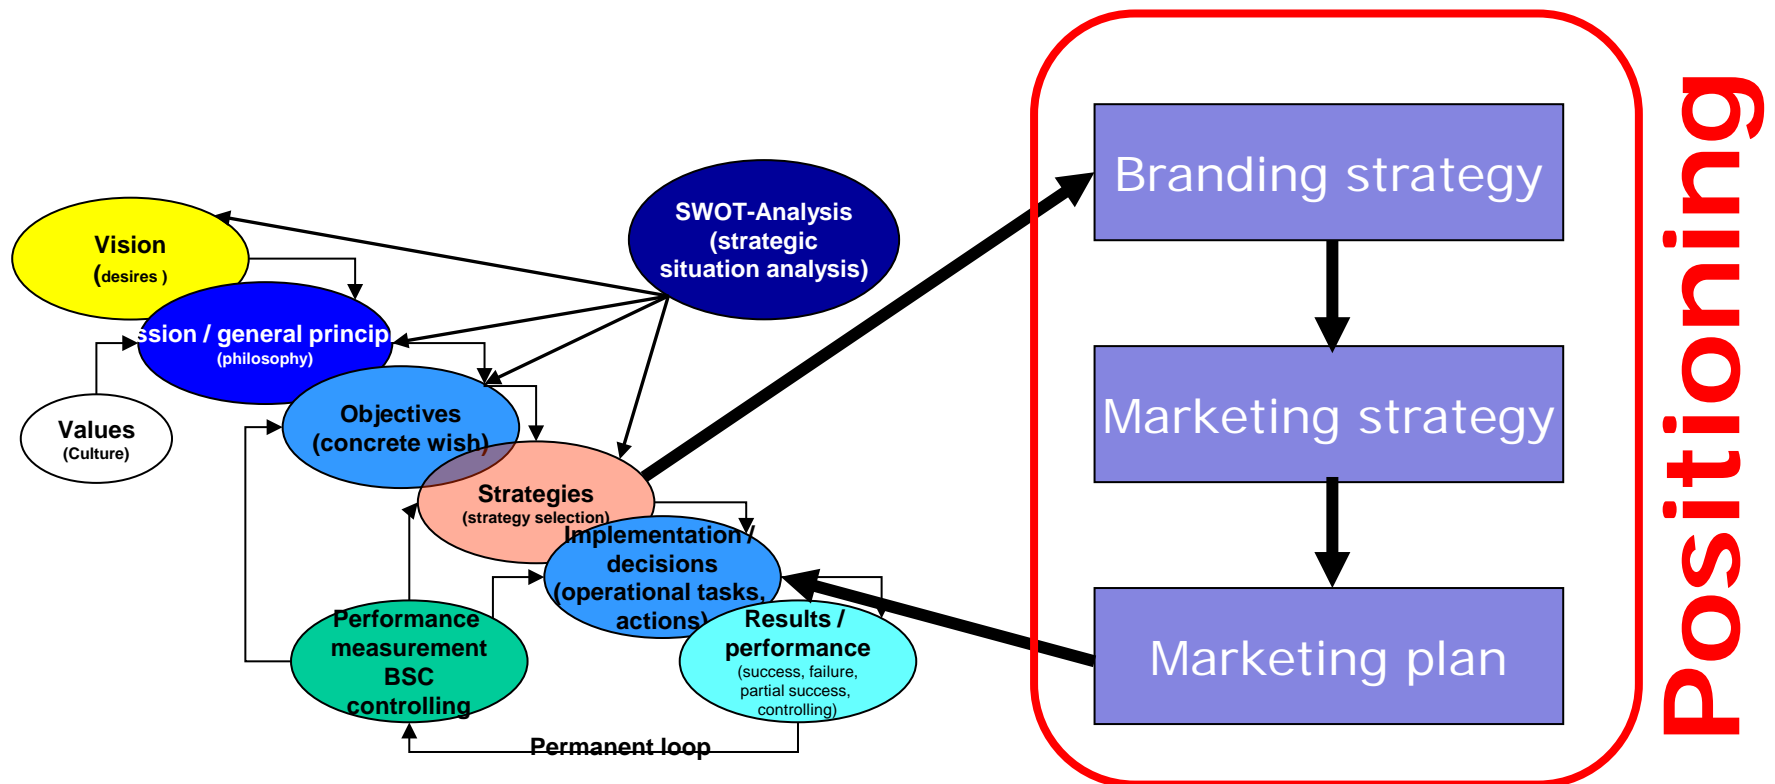 Vision
(desires )
ssion / general princip
(philosophy)
Values
(Culture)
SWOT-Analysis
(strategic
situation analysis)
Objectives
(concrete wish)
Strategies
(strategy selection)
Implementation /
decisions
(operational tasks,
actions)
Results /
performance
(success, failure,
partial success,
controlling)
Performance
measurement
BSC
controlling
Permanent loop
Branding strategy
Marketing strategy
Marketing plan
Positioning